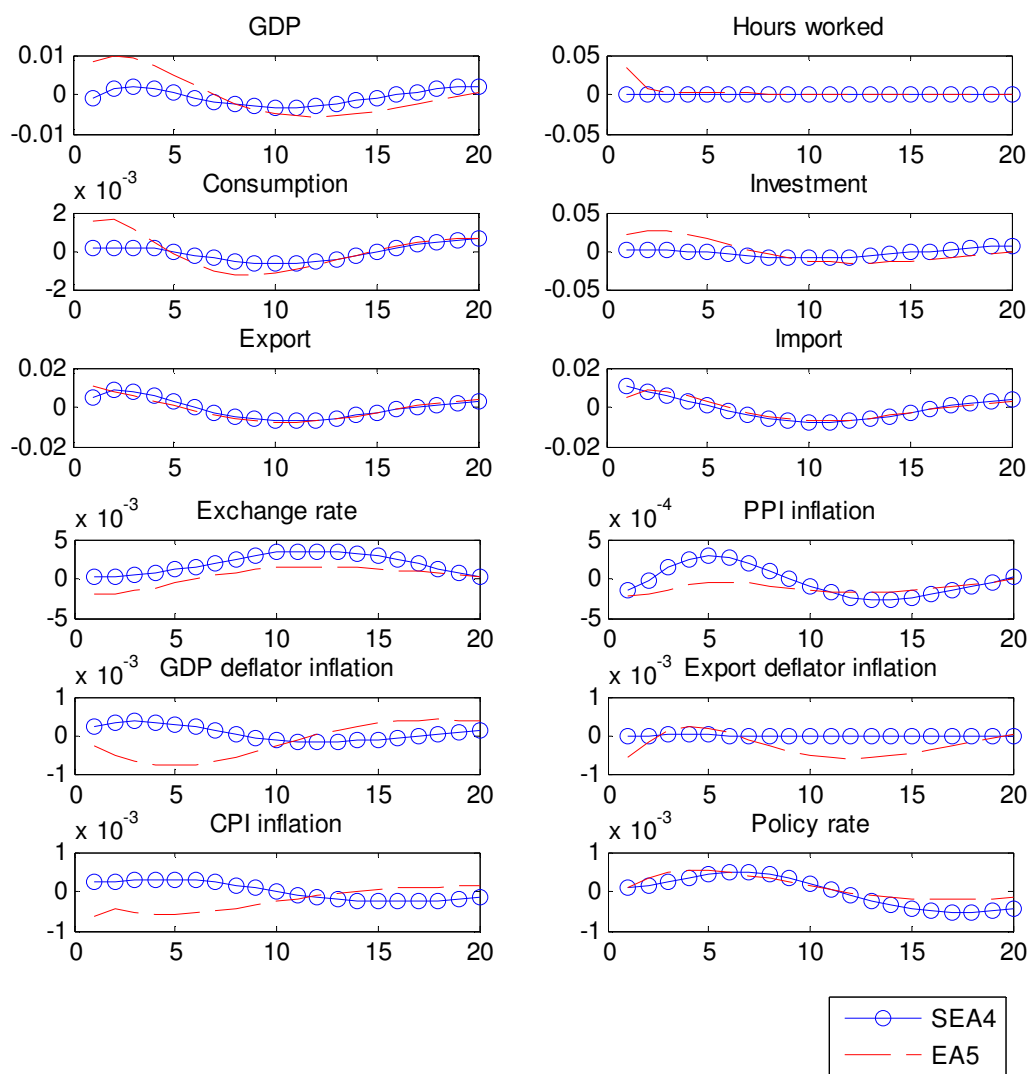 GDP
0.01
0
-0.01
0 5 10 15 20
Hours worked
0.05
0
-0.05
0 5 10 15 20
Consumption
x 10^-3
2
0
-2
0 5 10 15 20
Investment
0.05
0
-0.05
0 5 10 15 20
Export
0.02
0
-0.02
0 5 10 15 20
Import
0.02
0
-0.02
0 5 10 15 20
Exchange rate
x 10^-3
5
0
-5
0 5 10 15 20
PPI inflation
x 10^-4
5
0
-5
0 5 10 15 20
GDP deflator inflation
x 10^-3
1
0
-1
0 5 10 15 20
Export deflator inflation
x 10^-3
1
0
-1
0 5 10 15 20
CPI inflation
x 10^-3
1
0
-1
0 5 10 15 20
Policy rate
x 10^-3
1
0
-1
0 5 10 15 20
SEA4
EA5